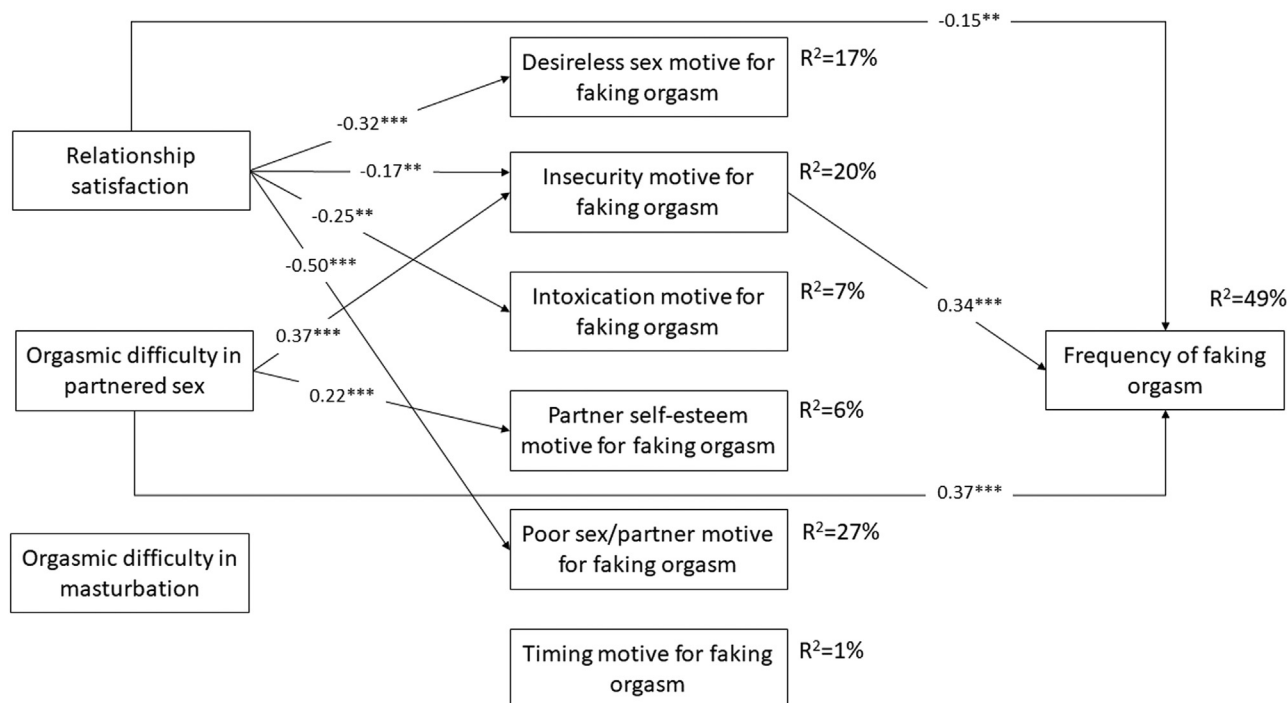 -0.15**
Desireless sex motive for
faking orgasm
R²=17%
-0.32***
Relationship
satisfaction
-0.17**
Insecurity motive for
faking orgasm
R²=20%
-0.25**
-0.50***
Intoxication motive for
faking orgasm
R²=7%
0.34***
R²=49%
0.37***
Orgasmic difficulty in
partnered sex
Frequency of faking
orgasm
0.22***
Partner self-esteem
motive for faking orgasm
R²=6%
0.37***
Poor sex/partner motive
for faking orgasm
R²=27%
Orgasmic difficulty in
masturbation
Timing motive for faking
orgasm
R²=1%